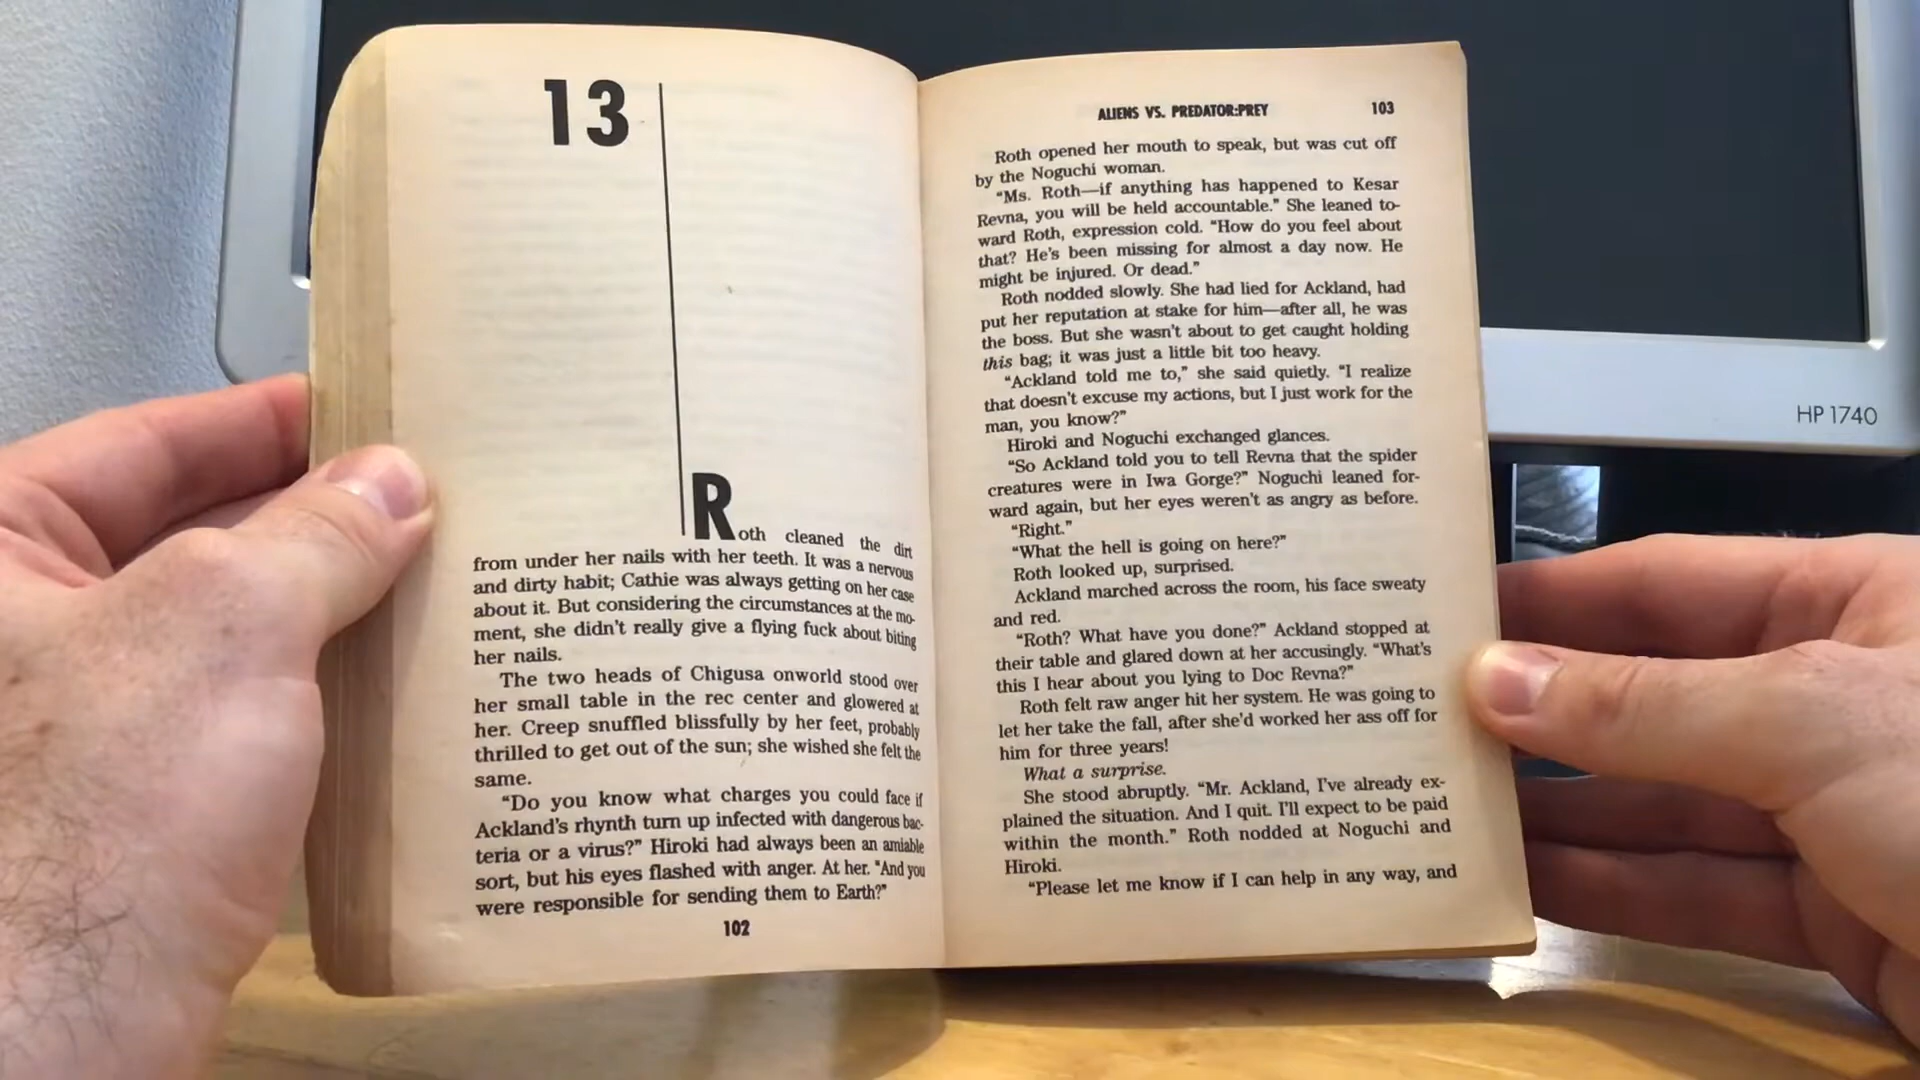 13
Roth cleaned the dirt
from under her nails with her teeth. It was a nervous
and dirty habit; Cathie was always getting on her case
about it. But considering the circumstances at the mo-
ment, she didn't really give a flying fuck about biting
her nails.
The two heads of Chigusa onworld stood over
her small table in the rec center and glowered at
her. Creep snuffled blissfully by her feet, probably
thrilled to get out of the sun; she wished she felt the
same.
“Do you know what charges you could face if
Ackland's rhynth turn up infected with dangerous bac-
teria or a virus?” Hiroki had always been an amiable
sort, but his eyes flashed with anger. At her. “And you
were responsible for sending them to Earth?”
102
ALIENS VS. PREDATOR:PREY 103
Roth opened her mouth to speak, but was cut off
by the Noguchi woman.
“Ms. Roth—if anything has happened to Kesar
Revna, you will be held accountable.” She leaned to-
ward Roth, expression cold. “How do you feel about
that? He's been missing for almost a day now. He
might be injured. Or dead.”
Roth nodded slowly. She had lied for Ackland, had
put her reputation at stake for him—after all, he was
the boss. But she wasn't about to get caught holding
this bag; it was just a little bit too heavy.
“Ackland told me to,” she said quietly. “I realize
that doesn't excuse my actions, but I just work for the
man, you know?”
Hiroki and Noguchi exchanged glances.
“So Ackland told you to tell Revna that the spider
creatures were in Iwa Gorge?” Noguchi leaned for-
ward again, but her eyes weren't as angry as before.
“Right.”
“What the hell is going on here?”
Roth looked up, surprised.
Ackland marched across the room, his face sweaty
and red.
“Roth? What have you done?” Ackland stopped at
their table and glared down at her accusingly. “What's
this I hear about you lying to Doc Revna?”
Roth felt raw anger hit her system. He was going to
let her take the fall, after she'd worked her ass off for
him for three years!
What a surprise.
She stood abruptly. “Mr. Ackland, I've already ex-
plained the situation. And I quit. I'll expect to be paid
within the month.” Roth nodded at Noguchi and
Hiroki.
“Please let me know if I can help in any way, and
HP 1740